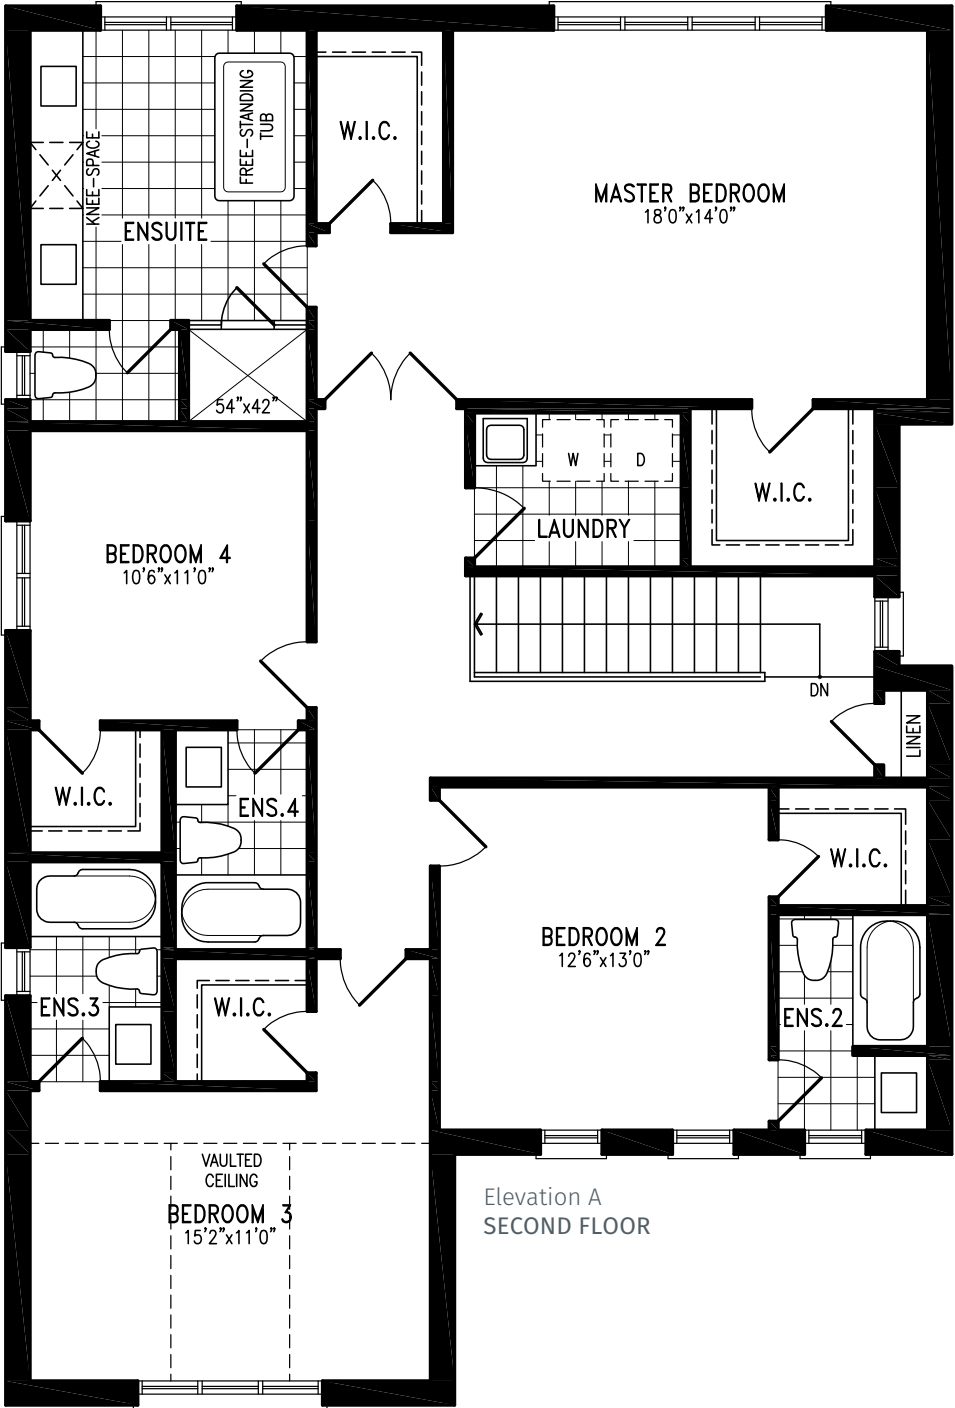 KNEE-SPACE
FREE-STANDING
TUB
ENSUITE
W.I.C.
MASTER BEDROOM
18'0"x14'0"
54"x42"
W
D
LAUNDRY
W.I.C.
BEDROOM 4
10'6"x11'0"
DN
LINEN
W.I.C.
ENS.4
W.I.C.
BEDROOM 2
12'6"x13'0"
ENS.3
W.I.C.
ENS.2
VAULTED
CEILING
BEDROOM 3
15'2"x11'0"
Elevation A
SECOND FLOOR